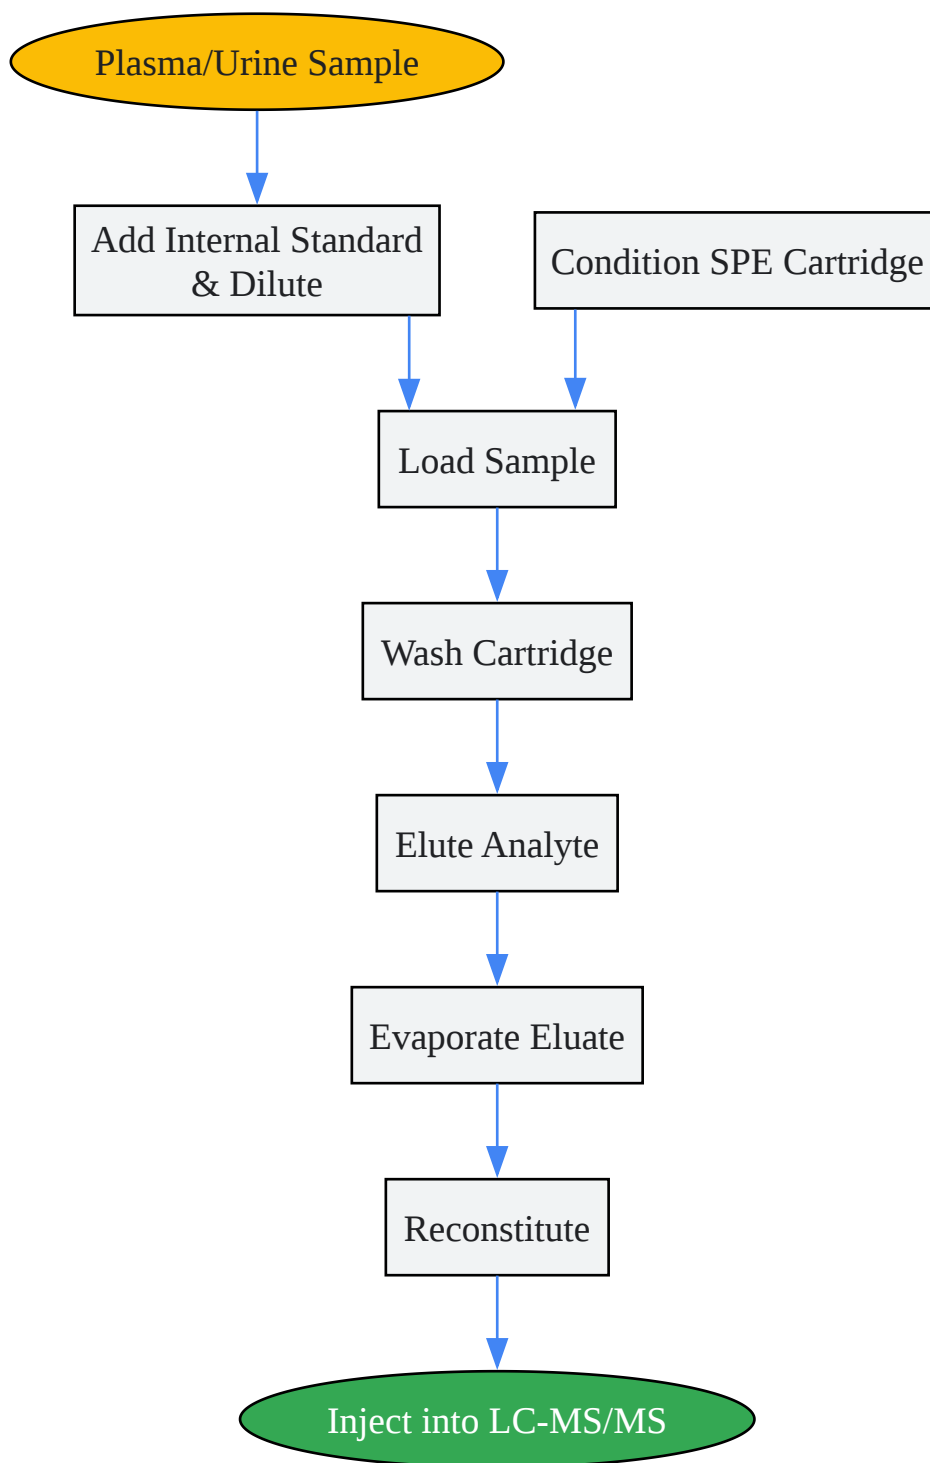 Plasma/Urine Sample
Add Internal Standard
& Dilute
Condition SPE Cartridge
Load Sample
Wash Cartridge
Elute Analyte
Evaporate Eluate
Reconstitute
Inject into LC-MS/MS